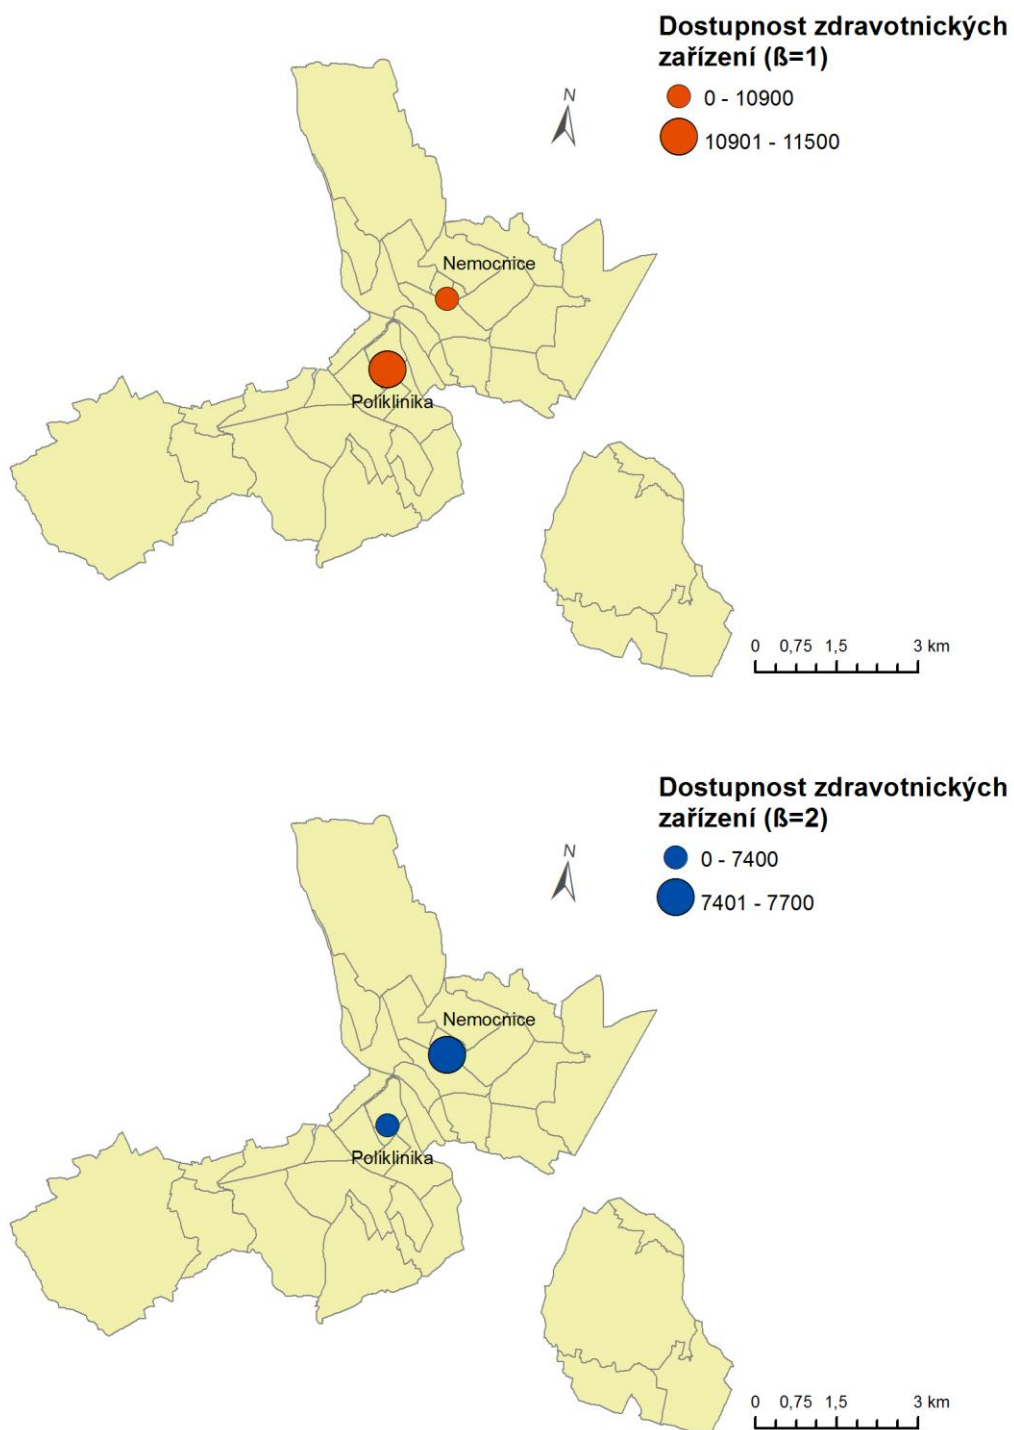 Dostupnost zdravotnických
zařízení (ß=1)
0 - 10900
10901 - 11500
N
Nemocnice
Poliklinika
0 0,75 1,5 3 km
Dostupnost zdravotnických
zařízení (ß=2)
0 - 7400
7401 - 7700
N
Nemocnice
Poliklinika
0 0,75 1,5 3 km